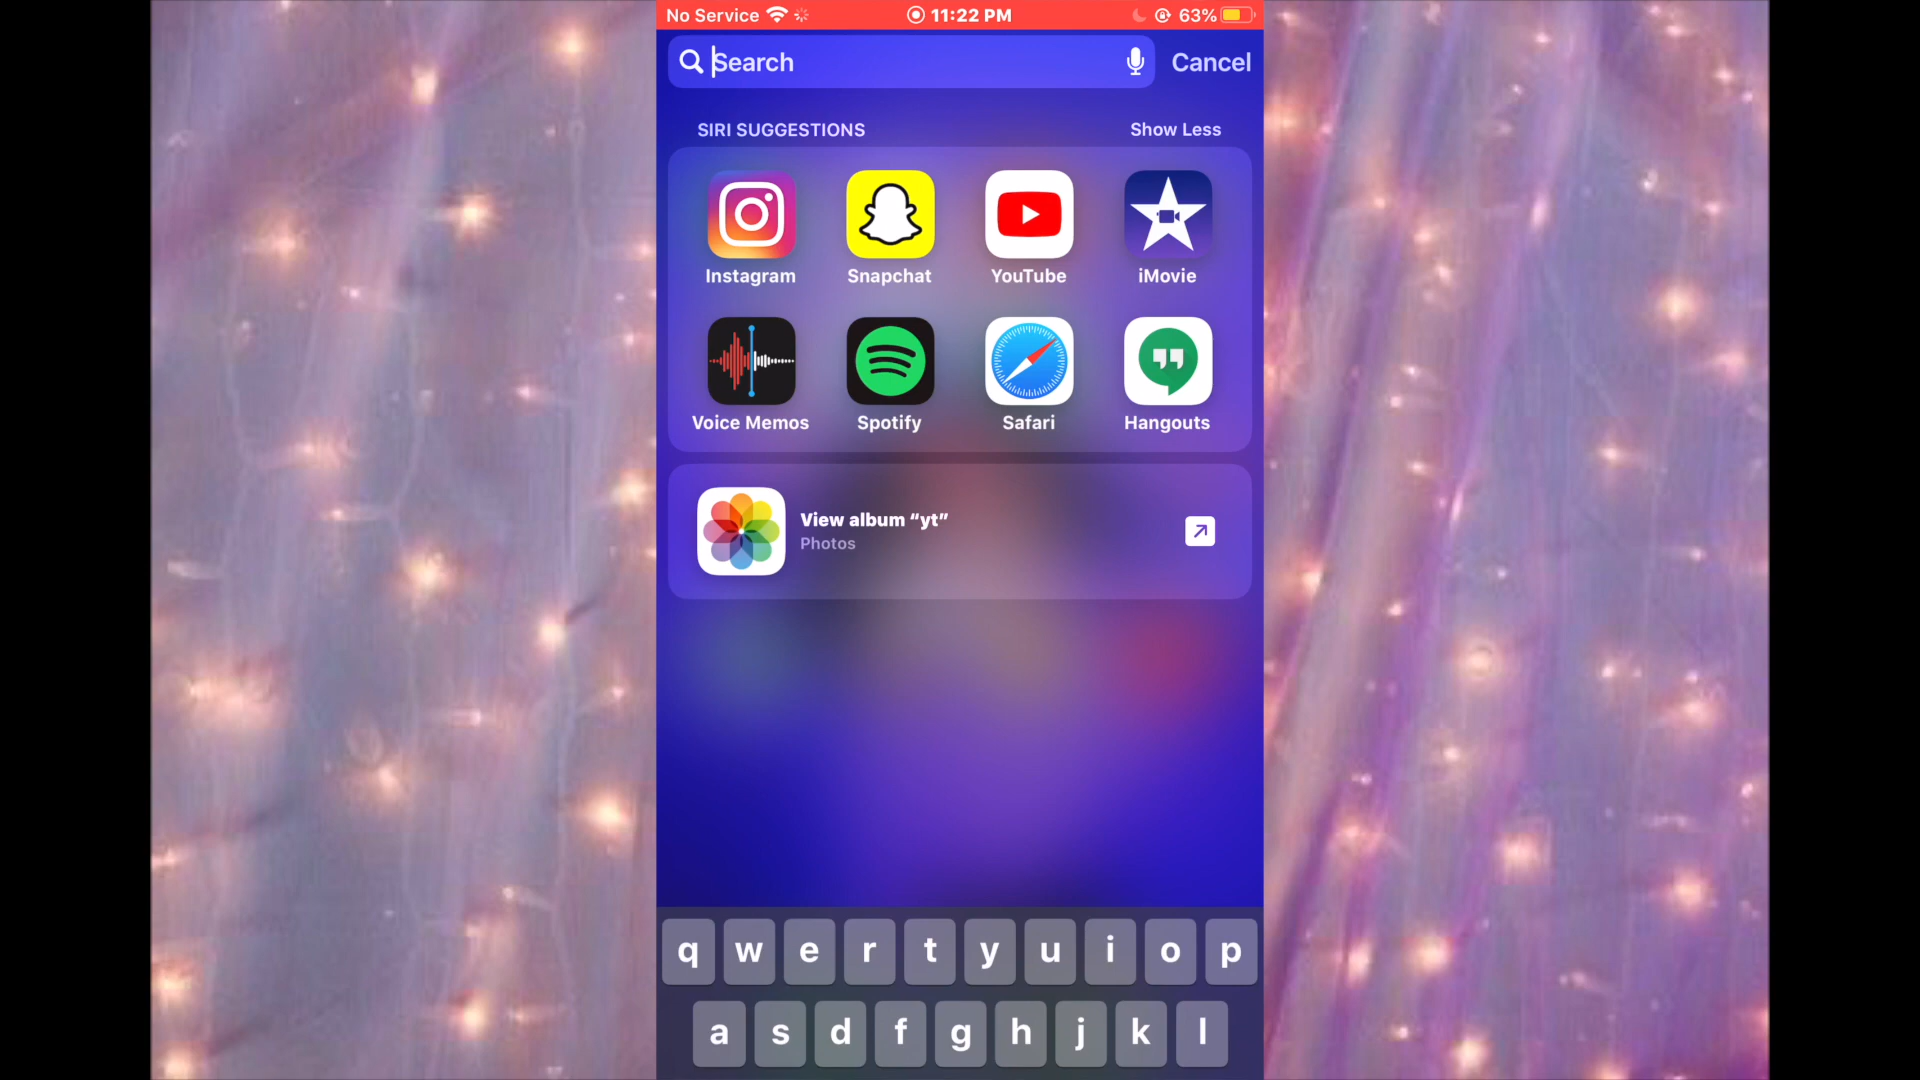 No Service 11:22 PM 63%
Search Cancel
SIRI SUGGESTIONS Show Less
Instagram Snapchat YouTube iMovie
Voice Memos Spotify Safari Hangouts
View album “yt”
Photos
q w e r t y u i o p
a s d f g h j k l